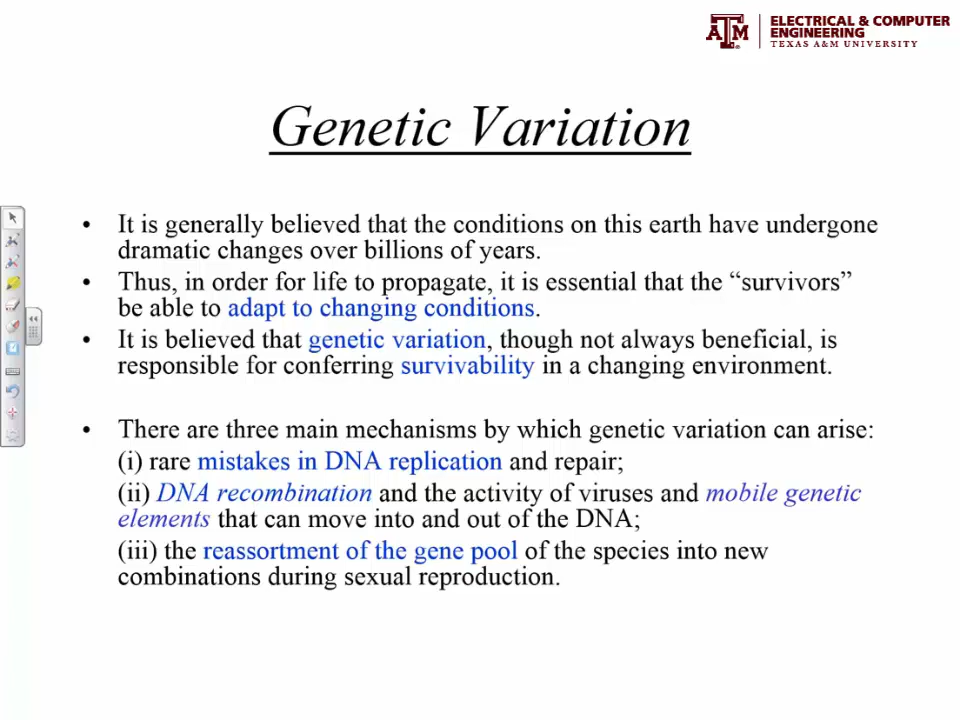 ELECTRICAL & COMPUTER
ENGINEERING
TEXAS A&M UNIVERSITY
Genetic Variation
• It is generally believed that the conditions on this earth have undergone
dramatic changes over billions of years.
• Thus, in order for life to propagate, it is essential that the “survivors”
be able to adapt to changing conditions.
• It is believed that genetic variation, though not always beneficial, is
responsible for conferring survivability in a changing environment.
• There are three main mechanisms by which genetic variation can arise:
(i) rare mistakes in DNA replication and repair;
(ii) DNA recombination and the activity of viruses and mobile genetic
elements that can move into and out of the DNA;
(iii) the reassortment of the gene pool of the species into new
combinations during sexual reproduction.